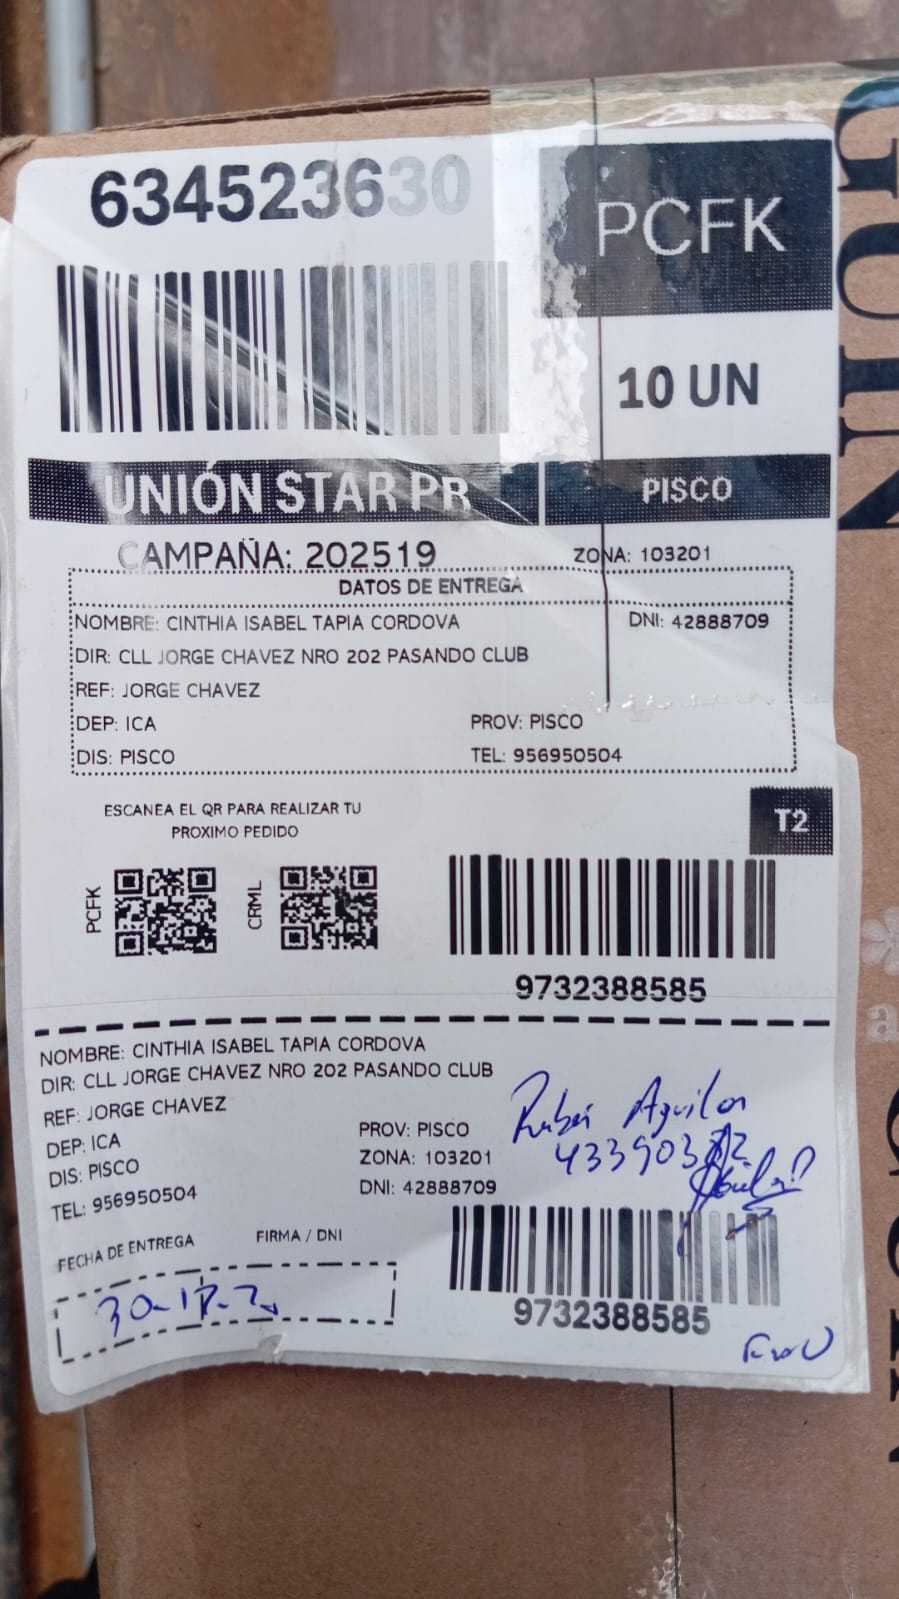 634523630
PCFK
10 UN
UNIÓN STAR PR
PISCO
CAMPAÑA: 202519
ZONA: 103201
DATOS DE ENTREGA
NOMBRE: CINTHIA ISABEL TAPIA CORDOVA DNI: 42888709
DIR: CLL JORGE CHAVEZ NRO 202 PASANDO CLUB
REF: JORGE CHAVEZ
DEP: ICA PROV: PISCO
DIS: PISCO TEL: 956950504
ESCANEA EL QR PARA REALIZAR TU
PROXIMO PEDIDO
T2
PCFK
CRML
9732388585
NOMBRE: CINTHIA ISABEL TAPIA CORDOVA
DIR: CLL JORGE CHAVEZ NRO 202 PASANDO CLUB
REF: JORGE CHAVEZ
DEP: ICA PROV: PISCO
DIS: PISCO ZONA: 103201
TEL: 956950504 DNI: 42888709
Aguilar
FECHA DE ENTREGA FIRMA / DNI
9732388585